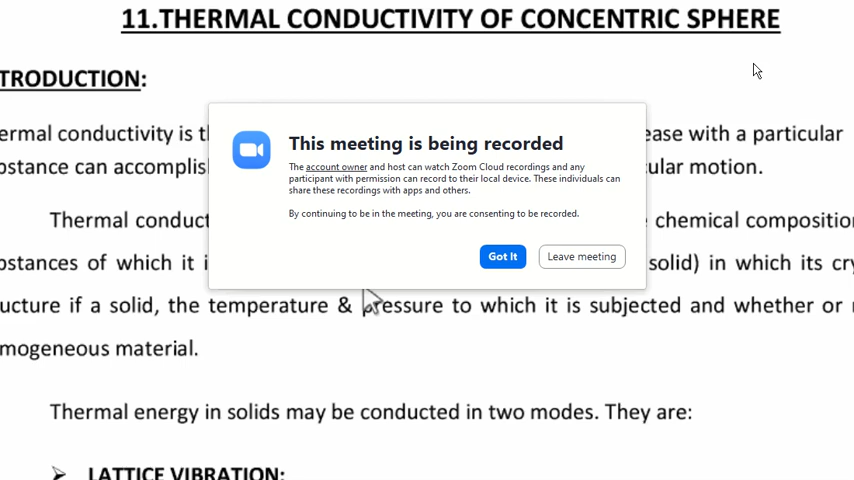 11.THERMAL CONDUCTIVITY OF CONCENTRIC SPHERE
TRODUCTION:
ermal conductivity is th ease with a particular
bstance can accomplis cular motion.
Thermal conduct e chemical composition
bstances of which it i solid) in which its cry
ucture if a solid, the temperature & pressure to which it is subjected and whether or n
mogeneous material.
Thermal energy in solids may be conducted in two modes. They are:
➢ LATTICE VIBRATION:
This meeting is being recorded
The account owner and host can watch Zoom Cloud recordings and any
participant with permission can record to their local device. These individuals can
share these recordings with apps and others.
By continuing to be in the meeting, you are consenting to be recorded.
Got It Leave meeting